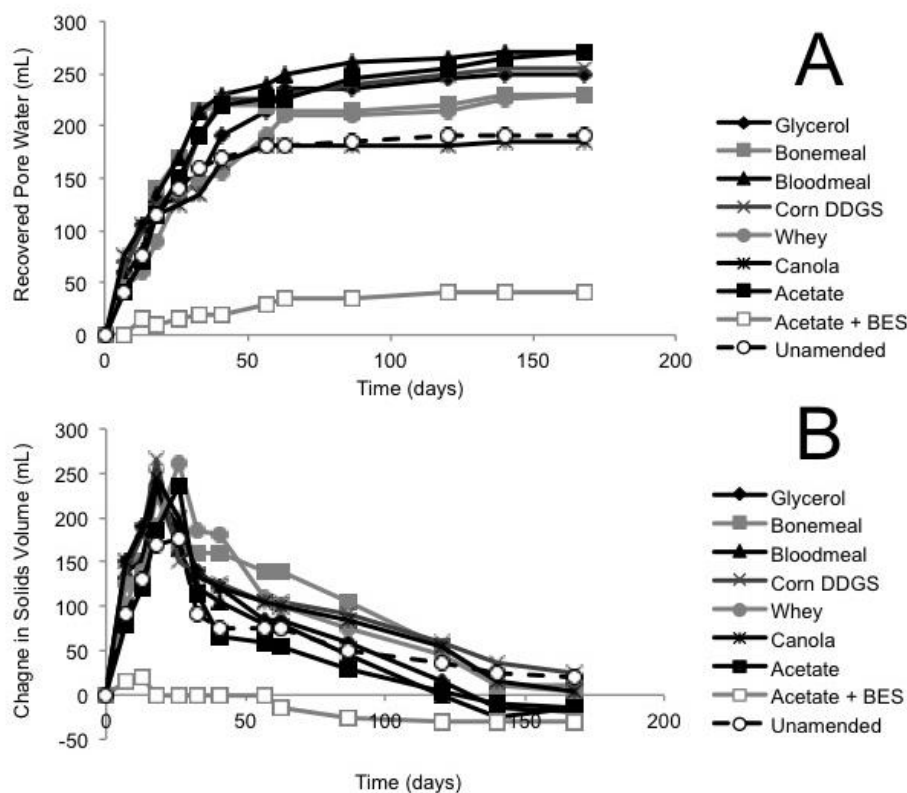 300
250
200
150
100
50
0
0
50
100
150
200
Recovered Pore Water (mL)
Time (days)
A
Glycerol
Bonemeal
Bloodmeal
Corn DDGS
Whey
Canola
Acetate
Acetate + BES
Unamended
300
250
200
150
100
50
0
-50
0
50
100
150
200
Chagne in Solids Volume (mL)
Time (days)
B
Glycerol
Bonemeal
Bloodmeal
Corn DDGS
Whey
Canola
Acetate
Acetate + BES
Unamended